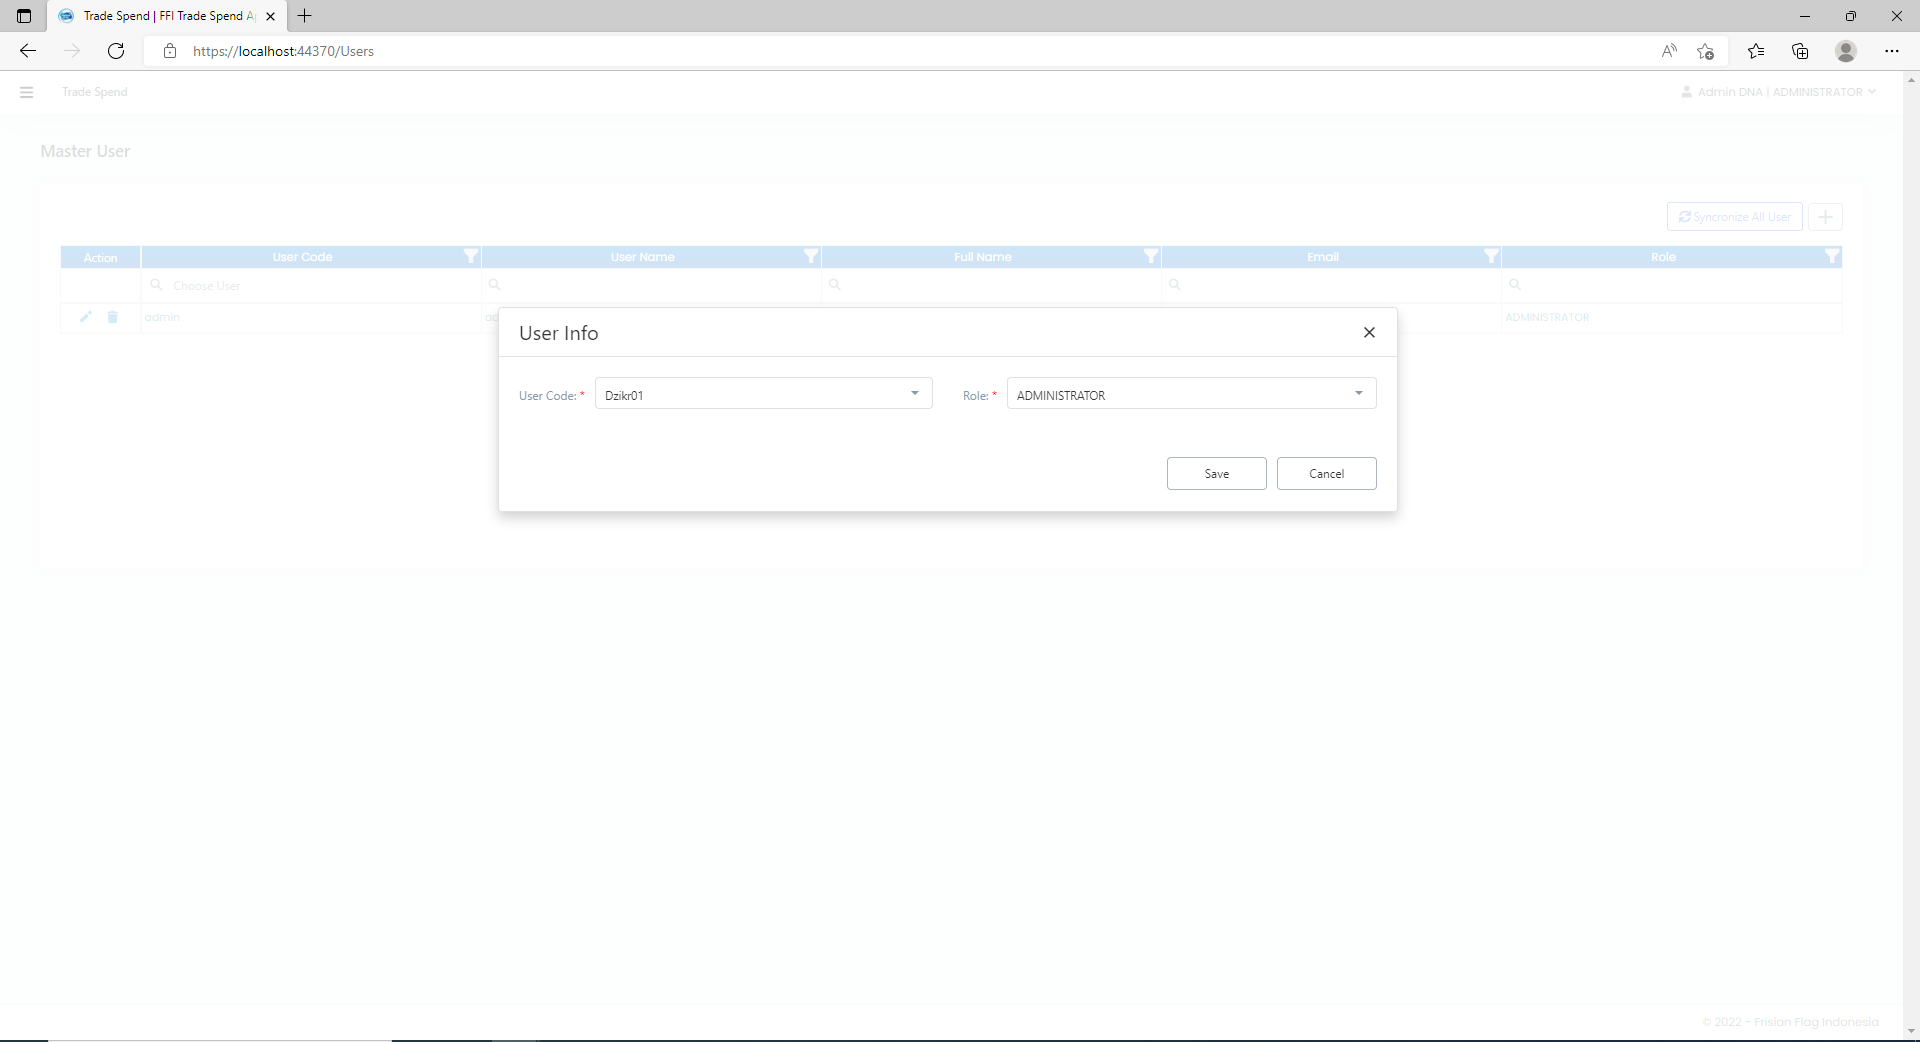 Trade Spend | FFI Trade Spend Ap
https://localhost:44370/Users
Trade Spend
Admin DNA | ADMINISTRATOR
Master User
Syncronize All User
Action User Code User Name Full Name Email Role
Choose User
admin ad ADMINISTRATOR
User Info
User Code: * Dzikr01 Role: * ADMINISTRATOR
Save Cancel
© 2022 - Frisian Flag Indonesia